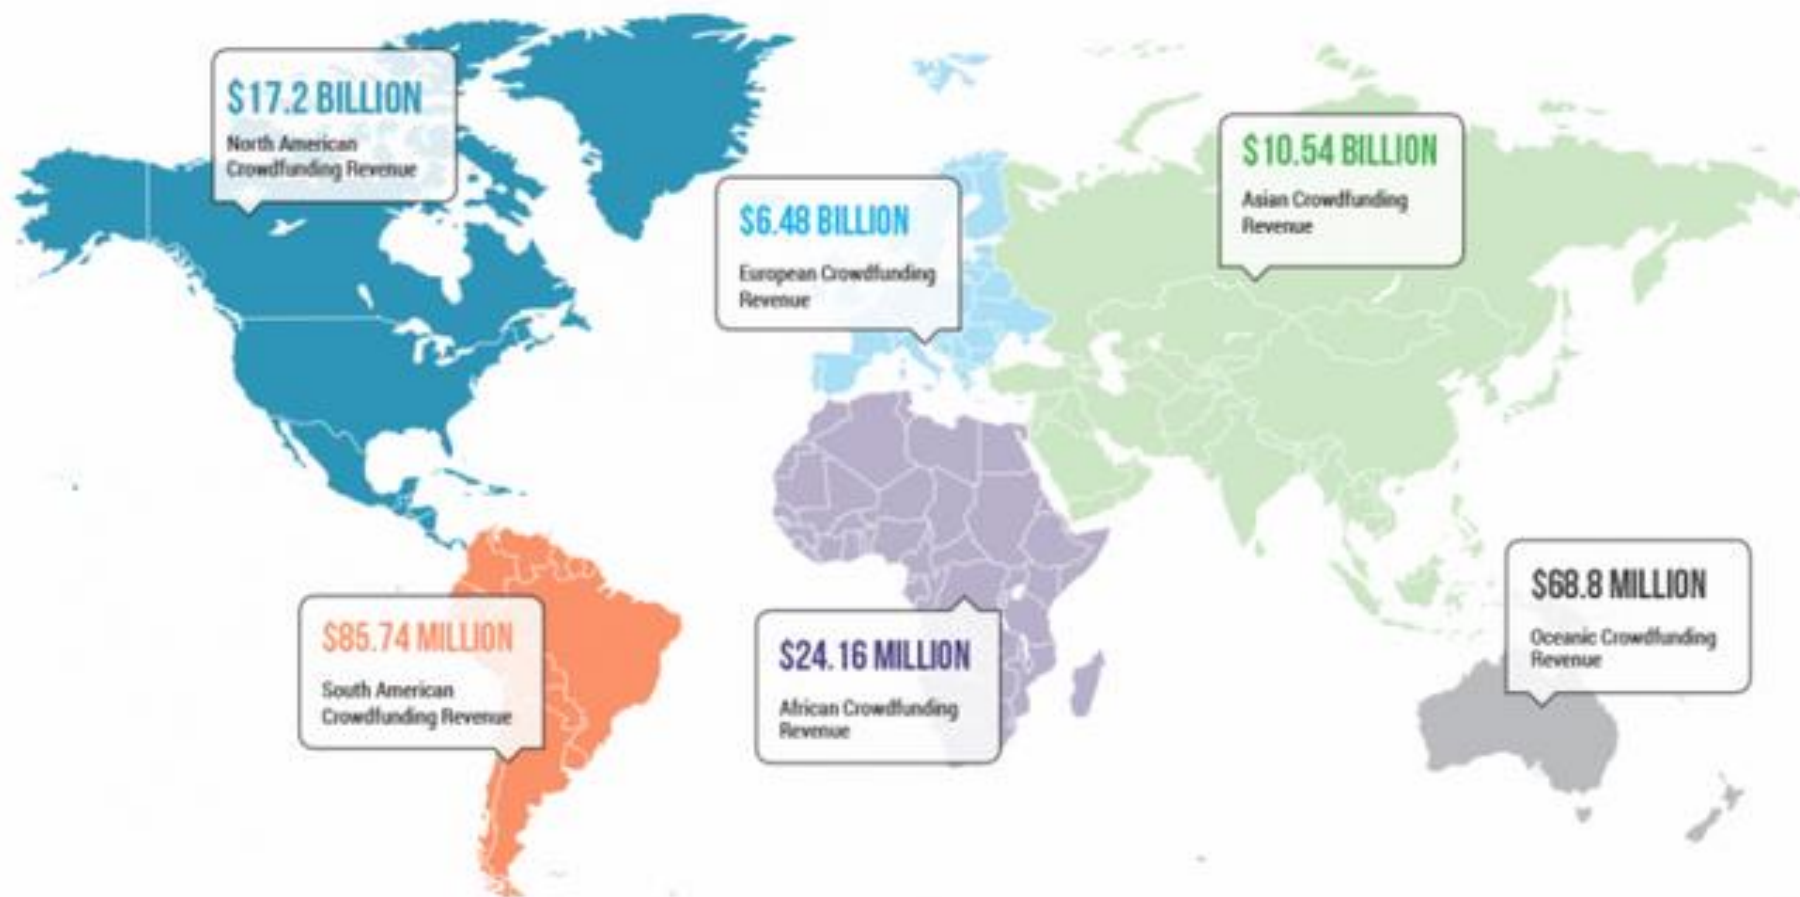 $17.2 BILLION
North American
Crowdfunding Revenue
$6.48 BILLION
European Crowdfunding
Revenue
$10.54 BILLION
Asian Crowdfunding
Revenue
$85.74 MILLION
South American
Crowdfunding Revenue
$24.16 MILLION
African Crowdfunding
Revenue
$68.8 MILLION
Oceanic Crowdfunding
Revenue